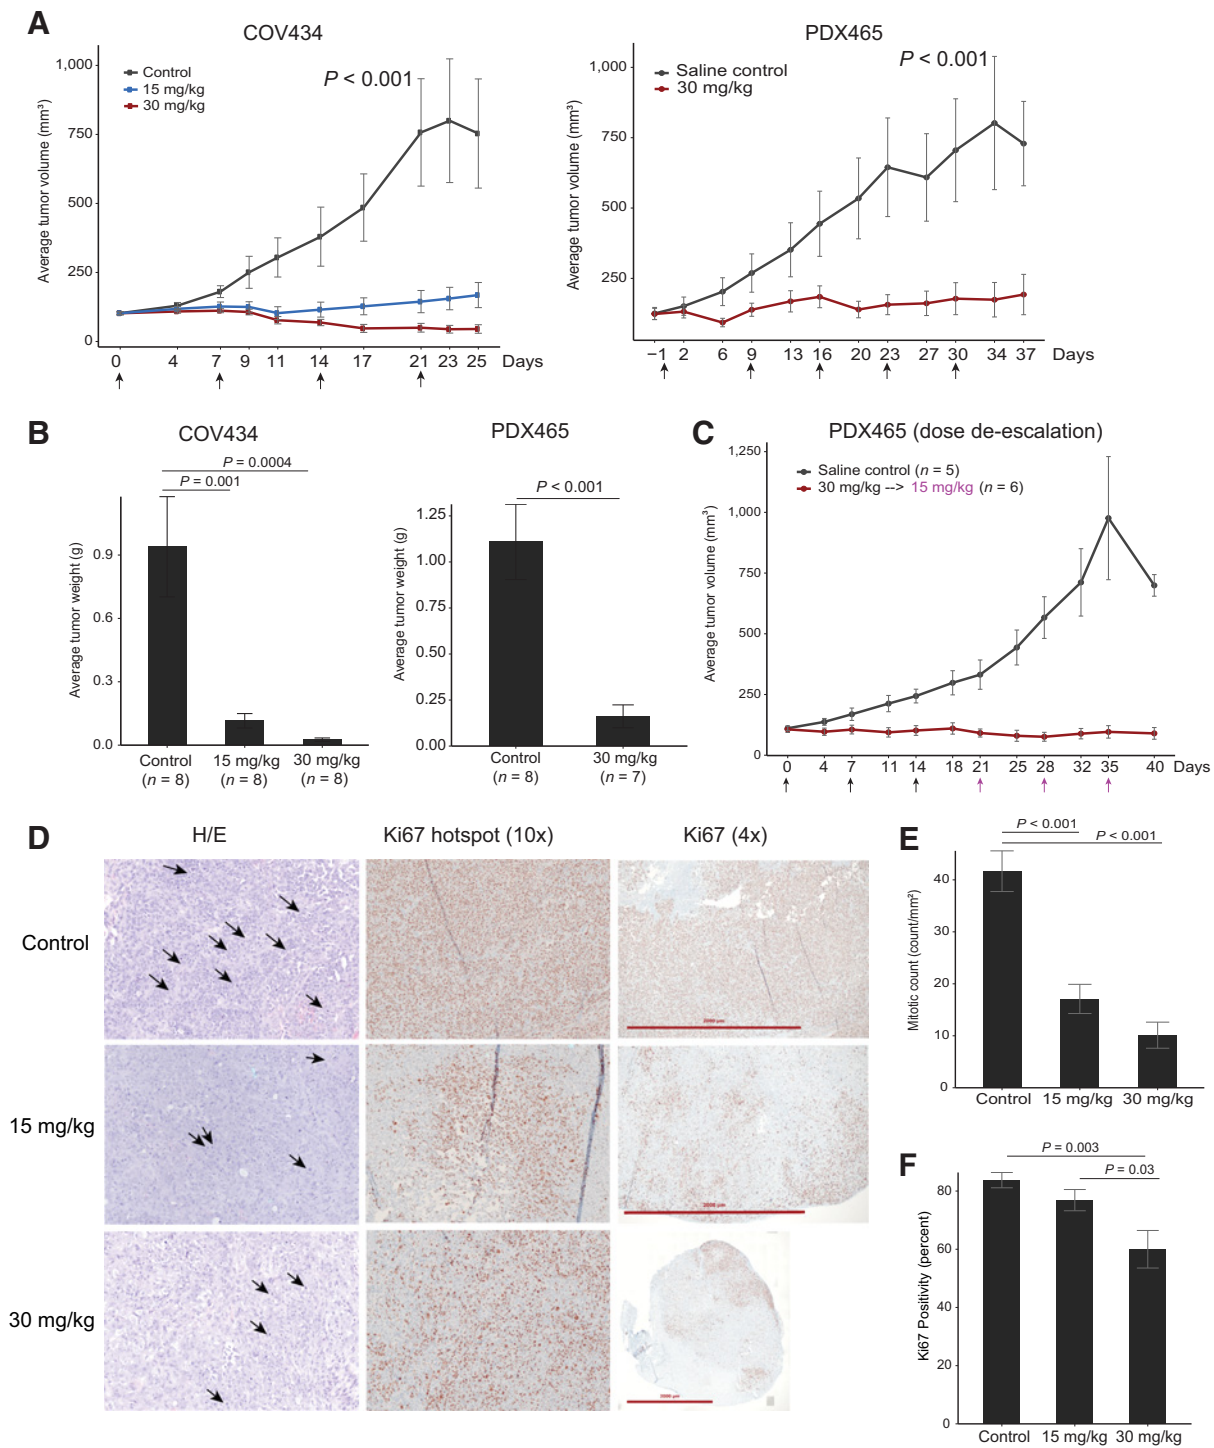 A
COV434
Control
15 mg/kg
30 mg/kg
P < 0.001
Average tumor volume (mm³)
1,000
750
500
250
0
0 4 7 9 11 14 17 21 23 25 Days
PDX465
Saline control
30 mg/kg
P < 0.001
Average tumor volume (mm³)
1,000
750
500
250
−1 2 6 9 13 16 20 23 27 30 34 37 Days
B
COV434
P = 0.0004
P = 0.001
Average tumor weight (g)
0.9
0.6
0.3
0.0
Control 15 mg/kg 30 mg/kg
(n = 8) (n = 8) (n = 8)
PDX465
P < 0.001
Average tumor weight (g)
1.25
1.00
0.75
0.50
0.25
0.00
Control 30 mg/kg
(n = 8) (n = 7)
C
PDX465 (dose de-escalation)
Saline control (n = 5)
30 mg/kg --> 15 mg/kg (n = 6)
Average tumor volume (mm³)
1,250
1,000
750
500
250
0
0 4 7 11 14 18 21 25 28 32 35 40 Days
D
H/E Ki67 hotspot (10x) Ki67 (4x)
Control
2000 µm
15 mg/kg
2000 µm
30 mg/kg
2000 µm
E
P < 0.001
P < 0.001
Mitotic count (count/mm²)
40
30
20
10
0
Control 15 mg/kg 30 mg/kg
F
P = 0.003
P = 0.03
Ki67 Positivity (percent)
80
60
40
20
0
Control 15 mg/kg 30 mg/kg